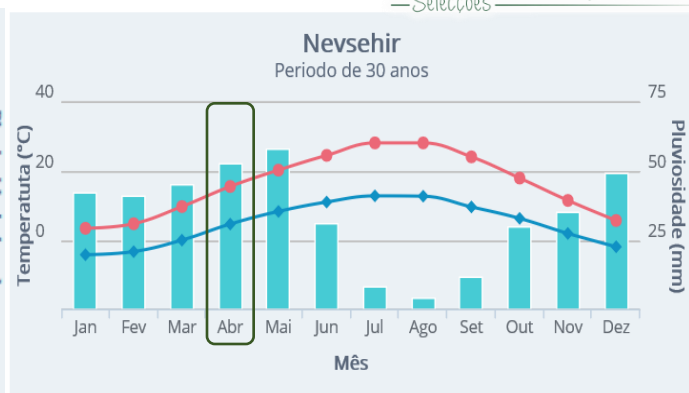 Selecções
Nevsehir
Periodo de 30 anos
40 75
20 50
0 25
Temperatuta (°C)
Pluviosidade (mm)
Jan Fev Mar Abr Mai Jun Jul Ago Set Out Nov Dez
Mês